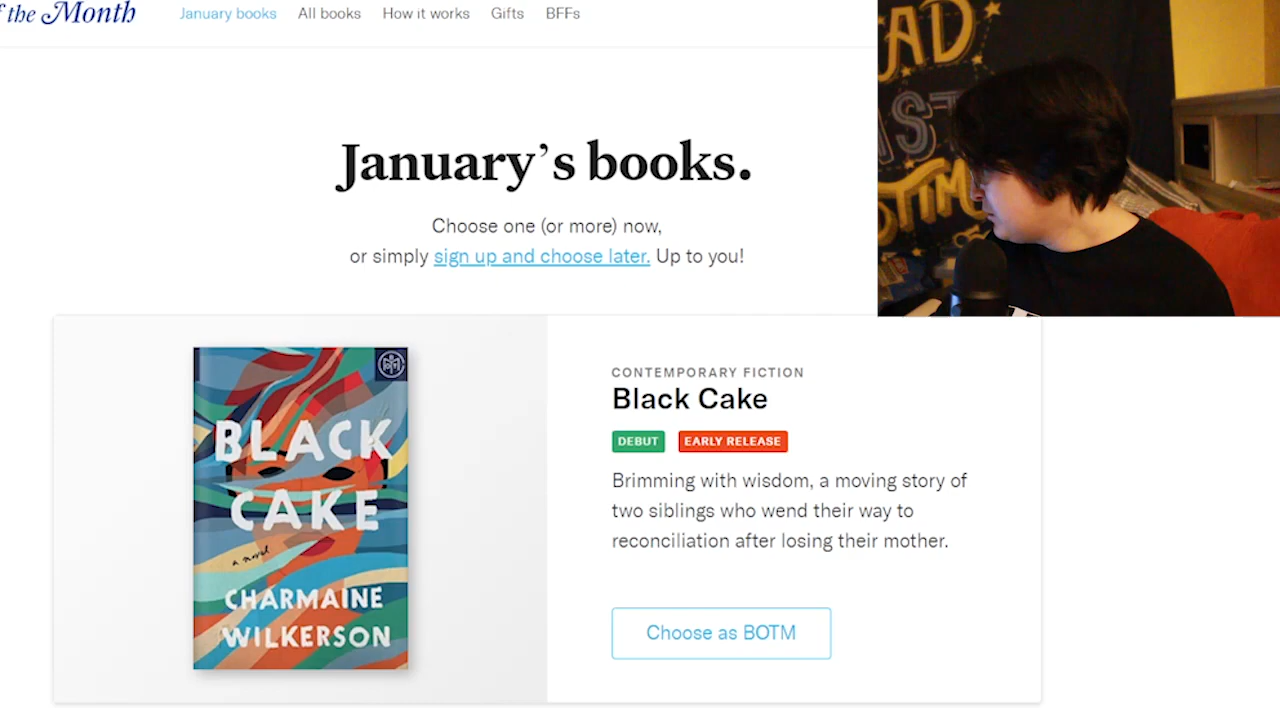 of the Month
January books
All books
How it works
Gifts
BFFs
January's books.
Choose one (or more) now,
or simply sign up and choose later. Up to you!
BLACK
CAKE
a novel
CHARMAINE
WILKERSON
CONTEMPORARY FICTION
Black Cake
DEBUT
EARLY RELEASE
Brimming with wisdom, a moving story of
two siblings who wend their way to
reconciliation after losing their mother.
Choose as BOTM